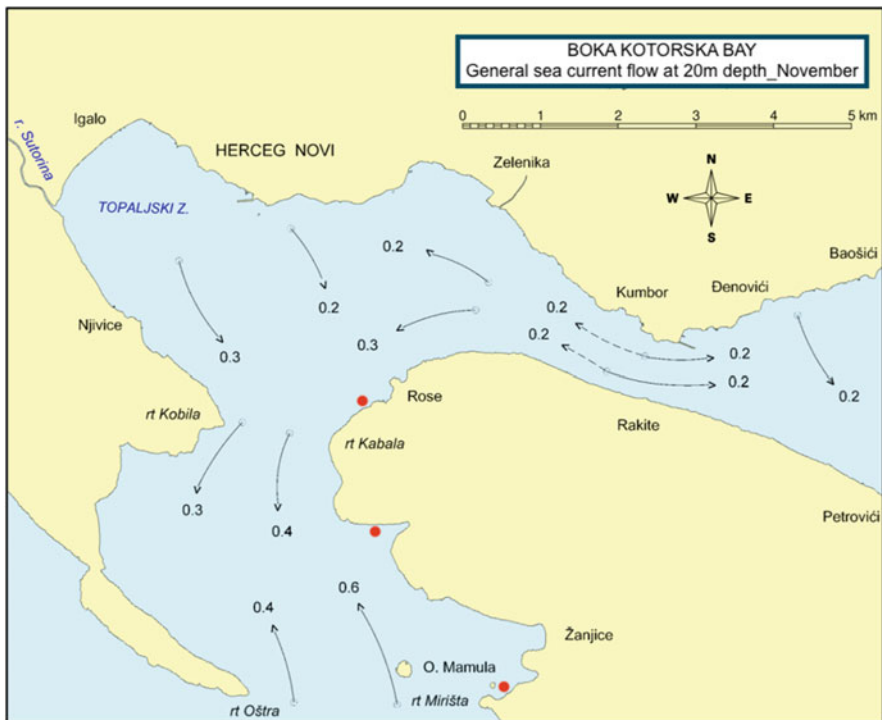 BOKA KOTORSKA BAY
General sea current flow at 20m depth_November
0 1 2 3 4 5 km
Igalo
r. Sutorina
HERCEG NOVI
Zelenika
N
W E
S
TOPALJSKI Z.
Baošići
0.2
Kumbor
Đenovići
0.2
0.2
Njivice
0.3
0.3
0.2
0.2
0.2
0.2
rt Kobila
Rose
rt Kabala
Rakite
0.3
0.4
Petrovići
0.6
0.4
Žanjice
O. Mamula
rt Oštra
rt Mirišta